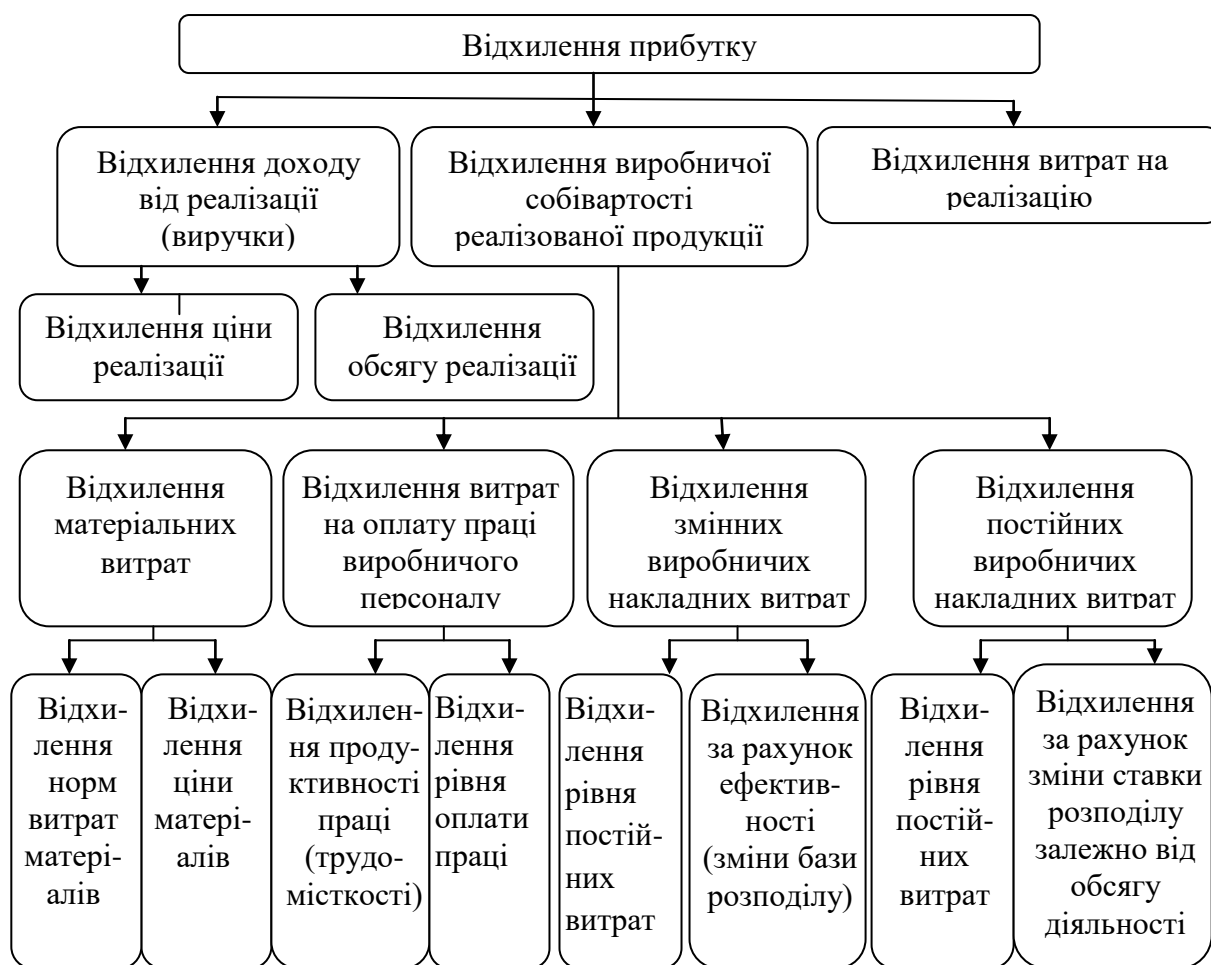 Відхилення прибутку
Відхилення доходу
від реалізації
(виручки)
Відхилення виробничої
собівартості
реалізованої продукції
Відхилення витрат на
реалізацію
Відхилення ціни
реалізації
Відхилення
обсягу реалізації
Відхилення
матеріальних
витрат
Відхилення витрат
на оплату праці
виробничого
персоналу
Відхилення
змінних
виробничих
накладних витрат
Відхилення
постійних
виробничих
накладних витрат
Відхи-
лення
норм
витрат
матері-
алів
Відхи-
лення
ціни
матері-
алів
Відхилен-
ня проду-
ктивності
праці
(трудо-
місткості)
Відхи-
лення
рівня
оплати
праці
Відхи-
лення
рівня
постій-
них
витрат
Відхилення
за рахунок
ефектив-
ності
(зміни бази
розподілу)
Відхи-
лення
рівня
постій-
них
витрат
Відхилення
за рахунок
зміни ставки
розподілу
залежно від
обсягу
діяльності